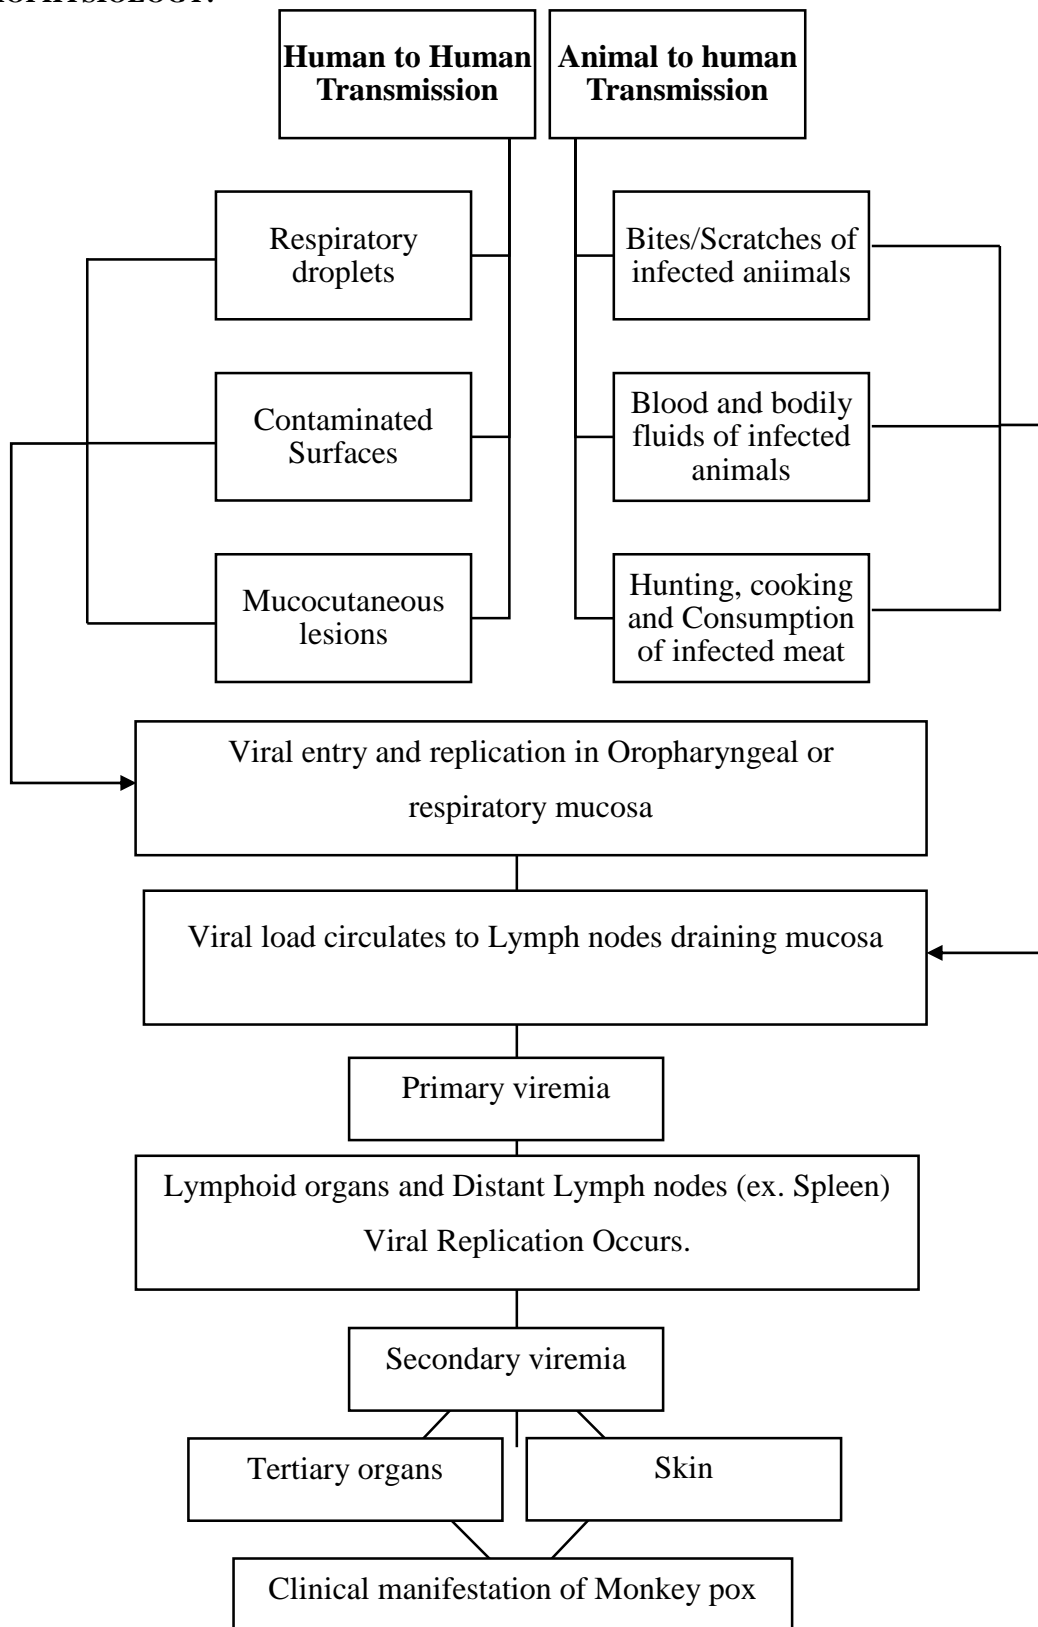 Human to Human
Transmission
Animal to human
Transmission
Respiratory
droplets
Bites/Scratches of
infected aniimals
Contaminated
Surfaces
Blood and bodily
fluids of infected
animals
Mucocutaneous
lesions
Hunting, cooking
and Consumption
of infected meat
Viral entry and replication in Oropharyngeal or
respiratory mucosa
Viral load circulates to Lymph nodes draining mucosa
Primary viremia
Lymphoid organs and Distant Lymph nodes (ex. Spleen)
Viral Replication Occurs.
Secondary viremia
Tertiary organs
Skin
Clinical manifestation of Monkey pox